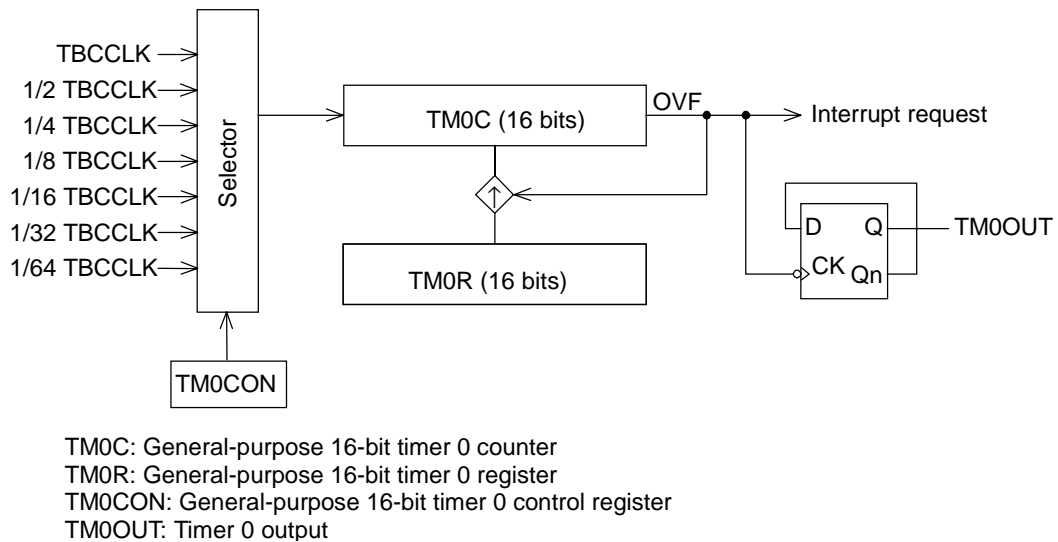 TBCCLK
1/2 TBCCLK
1/4 TBCCLK
1/8 TBCCLK
1/16 TBCCLK
1/32 TBCCLK
1/64 TBCCLK
Selector
TM0CON
TM0C (16 bits)
OVF
Interrupt request
TM0R (16 bits)
D Q
CK Qn
TM0OUT
TM0C: General-purpose 16-bit timer 0 counter
TM0R: General-purpose 16-bit timer 0 register
TM0CON: General-purpose 16-bit timer 0 control register
TM0OUT: Timer 0 output